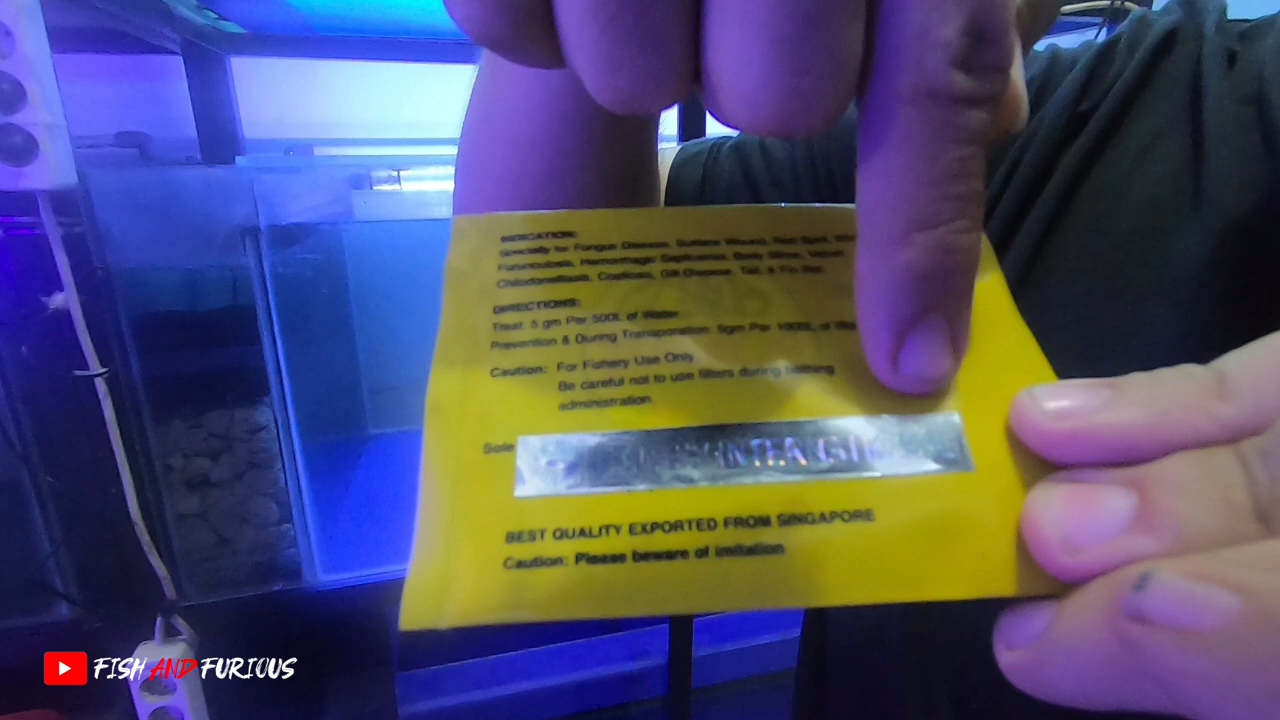 INDICATION:
Specially for Fungus Disease, Surface Wound, Red Spot,
Furunculosis, Hemorrhagic Septicemia, Body Slime, Velvet,
Chilodonelliasis, Costiosis, Gill Disease, Tail & Fin Rot.
DIRECTIONS:
Treat: 5 gm Per 500L of Water
Prevention & During Transporation: 5gm Per 1000L of
Caution: For Fishery Use Only
Be careful not to use filters during bathing
administration.
Sole
BEST QUALITY EXPORTED FROM SINGAPORE
Caution: Please beware of imitation
FISH AND FURIOUS